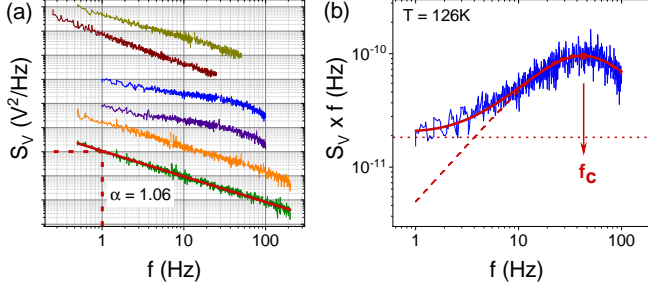 (a)
S_V (V²/Hz)
α = 1.06
1 10 100
f (Hz)
(b)
T = 126K
S_V x f (Hz)
10⁻¹⁰
10⁻¹¹
f_c
1 10 100
f (Hz)